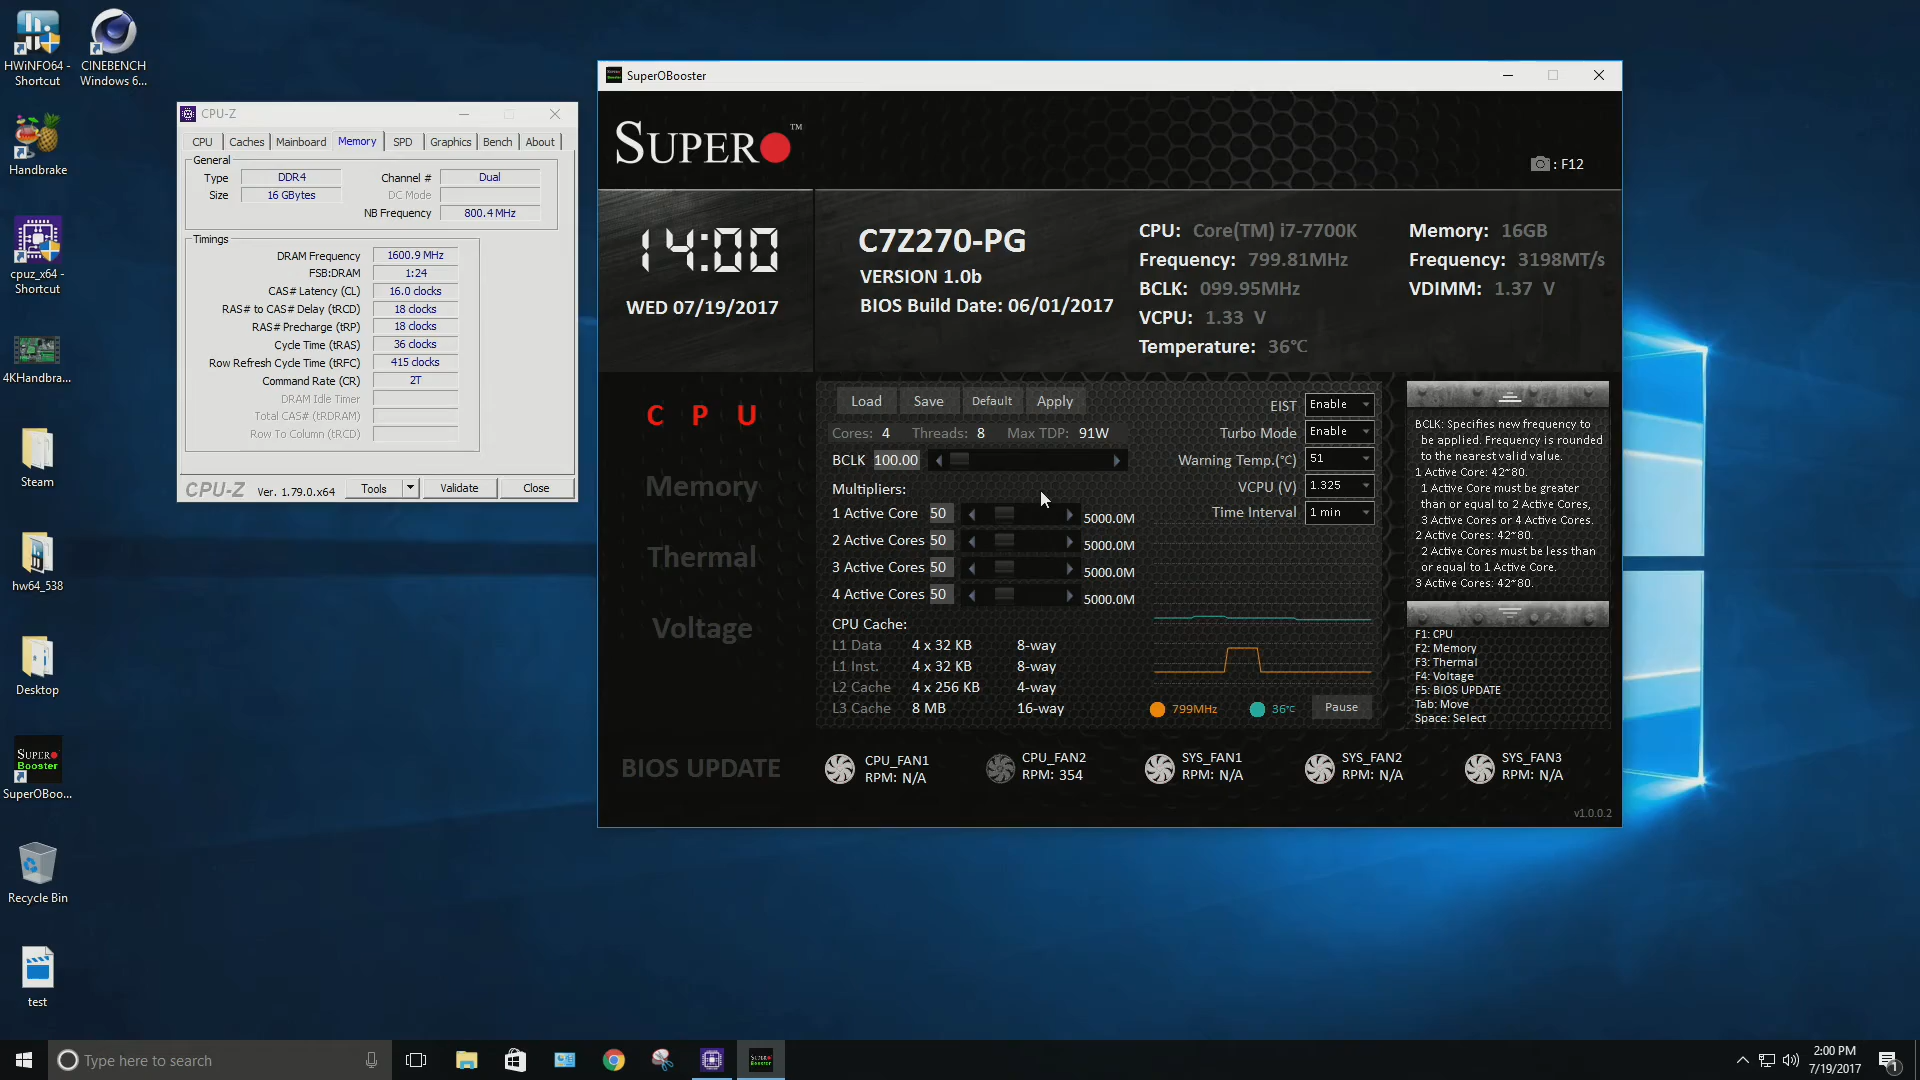 HWiNFO64 -
Shortcut
CINEBENCH
Windows 6...
Handbrake
cpuz_x64 -
Shortcut
4KHandbra...
Steam
hw64_538
Desktop
SUPER
Booster
SuperOBoo...
Recycle Bin
test
CPU-Z
CPU Caches Mainboard Memory SPD Graphics Bench About
General
Type DDR4 Channel # Dual
Size 16 GBytes DC Mode
NB Frequency 800.4 MHz
Timings
DRAM Frequency 1600.9 MHz
FSB:DRAM 1:24
CAS# Latency (CL) 16.0 clocks
RAS# to CAS# Delay (tRCD) 18 clocks
RAS# Precharge (tRP) 18 clocks
Cycle Time (tRAS) 36 clocks
Row Refresh Cycle Time (tRFC) 415 clocks
Command Rate (CR) 2T
DRAM Idle Timer
Total CAS# (tRDRAM)
Row To Column (tRCD)
CPU-Z Ver. 1.79.0.x64 Tools Validate Close
SuperOBooster
SUPER ™
: F12
14:00
WED 07/19/2017
C7Z270-PG
VERSION 1.0b
BIOS Build Date: 06/01/2017
CPU: Core(TM) i7-7700K
Frequency: 799.81MHz
BCLK: 099.95MHz
VCPU: 1.33 V
Temperature: 36℃
Memory: 16GB
Frequency: 3198MT/s
VDIMM: 1.37 V
C P U
Memory
Thermal
Voltage
BIOS UPDATE
Load Save Default Apply
Cores: 4 Threads: 8 Max TDP: 91W
BCLK 100.00
Multipliers:
1 Active Core 50 5000.0M
2 Active Cores 50 5000.0M
3 Active Cores 50 5000.0M
4 Active Cores 50 5000.0M
CPU Cache:
L1 Data 4 x 32 KB 8-way
L1 Inst. 4 x 32 KB 8-way
L2 Cache 4 x 256 KB 4-way
L3 Cache 8 MB 16-way
EIST Enable
Turbo Mode Enable
Warning Temp.(℃) 51
VCPU (V) 1.325
Time Interval 1 min
799MHz 36℃ Pause
BCLK: Specifies new frequency to
be applied. Frequency is rounded
to the nearest valid value.
1 Active Core: 42~80.
1 Active Core must be greater
than or equal to 2 Active Cores,
3 Active Cores or 4 Active Cores.
2 Active Cores: 42~80.
2 Active Cores must be less than
or equal to 1 Active Core.
3 Active Cores: 42~80.
F1: CPU
F2: Memory
F3: Thermal
F4: Voltage
F5: BIOS UPDATE
Tab: Move
Space: Select
CPU_FAN1
RPM: N/A
CPU_FAN2
RPM: 354
SYS_FAN1
RPM: N/A
SYS_FAN2
RPM: N/A
SYS_FAN3
RPM: N/A
v1.0.0.2
Type here to search
SUPER
Booster
2:00 PM
7/19/2017
1